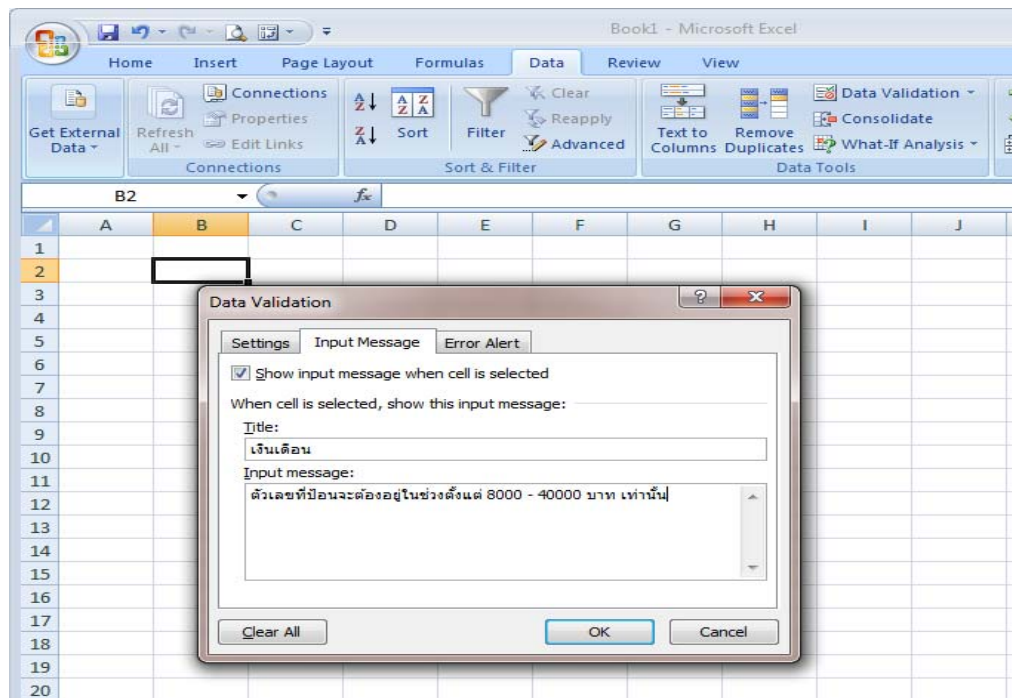 Book1 - Microsoft Excel
Home Insert Page Layout Formulas Data Review View
Get External Data
Refresh All
Connections
Properties
Edit Links
Connections
Sort
Filter
Clear
Reapply
Advanced
Sort & Filter
Text to Columns
Remove Duplicates
Data Validation
Consolidate
What-If Analysis
Data Tools
B2
fx
A B C D E F G H I J
1
2
3
4
5
6
7
8
9
10
11
12
13
14
15
16
17
18
19
20
Data Validation
Settings Input Message Error Alert
Show input message when cell is selected
When cell is selected, show this input message:
Title:
เงินเดือน
Input message:
ตัวเลขที่ป้อนจะต้องอยู่ในช่วงตั้งแต่ 8000 - 40000 บาท เท่านั้น
Clear All OK Cancel